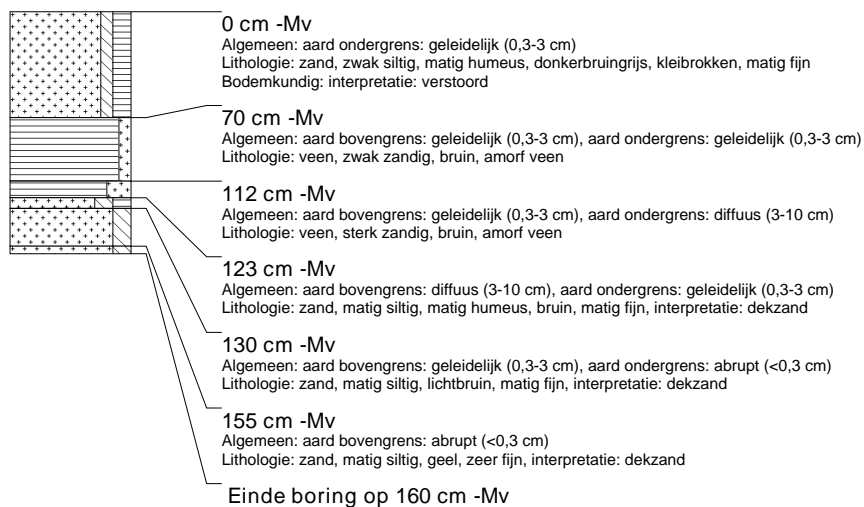 0 cm -Mv
Algemeen: aard ondergrens: geleidelijk (0,3-3 cm)
Lithologie: zand, zwak siltig, matig humeus, donkerbruingrijs, kleibrokken, matig fijn
Bodemkundig: interpretatie: verstoord
70 cm -Mv
Algemeen: aard bovengrens: geleidelijk (0,3-3 cm), aard ondergrens: geleidelijk (0,3-3 cm)
Lithologie: veen, zwak zandig, bruin, amorf veen
112 cm -Mv
Algemeen: aard bovengrens: geleidelijk (0,3-3 cm), aard ondergrens: diffuus (3-10 cm)
Lithologie: veen, sterk zandig, bruin, amorf veen
123 cm -Mv
Algemeen: aard bovengrens: diffuus (3-10 cm), aard ondergrens: geleidelijk (0,3-3 cm)
Lithologie: zand, matig siltig, matig humeus, bruin, matig fijn, interpretatie: dekzand
130 cm -Mv
Algemeen: aard bovengrens: geleidelijk (0,3-3 cm), aard ondergrens: abrupt (<0,3 cm)
Lithologie: zand, matig siltig, lichtbruin, matig fijn, interpretatie: dekzand
155 cm -Mv
Algemeen: aard bovengrens: abrupt (<0,3 cm)
Lithologie: zand, matig siltig, geel, zeer fijn, interpretatie: dekzand
Einde boring op 160 cm -Mv